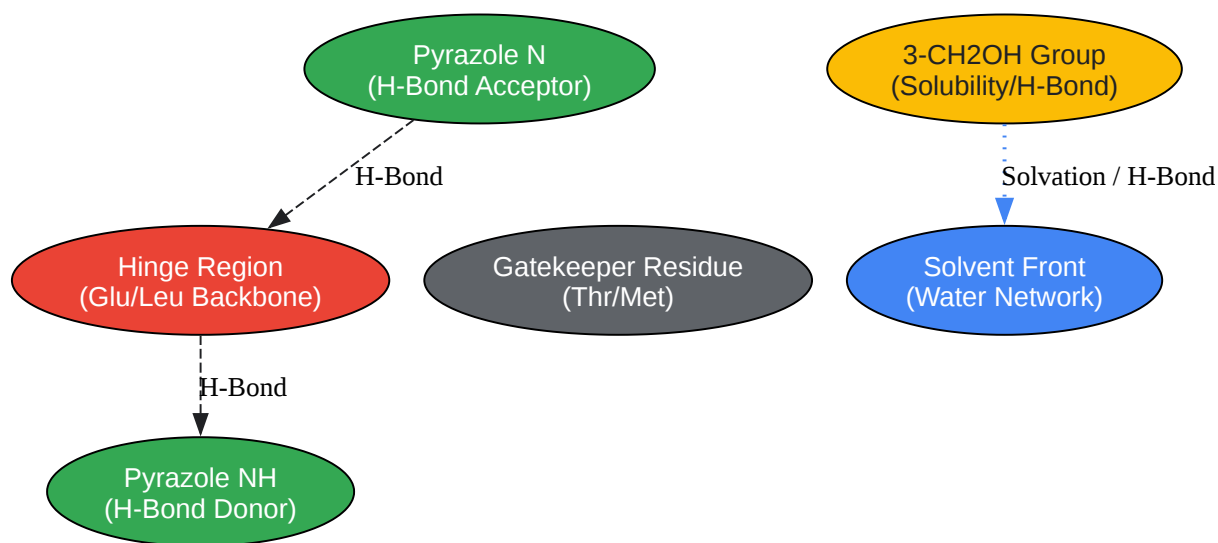 Pyrazole N
(H-Bond Acceptor)
3-CH2OH Group
(Solubility/H-Bond)
H-Bond
Solvation / H-Bond
Hinge Region
(Glu/Leu Backbone)
Gatekeeper Residue
(Thr/Met)
Solvent Front
(Water Network)
H-Bond
Pyrazole NH
(H-Bond Donor)